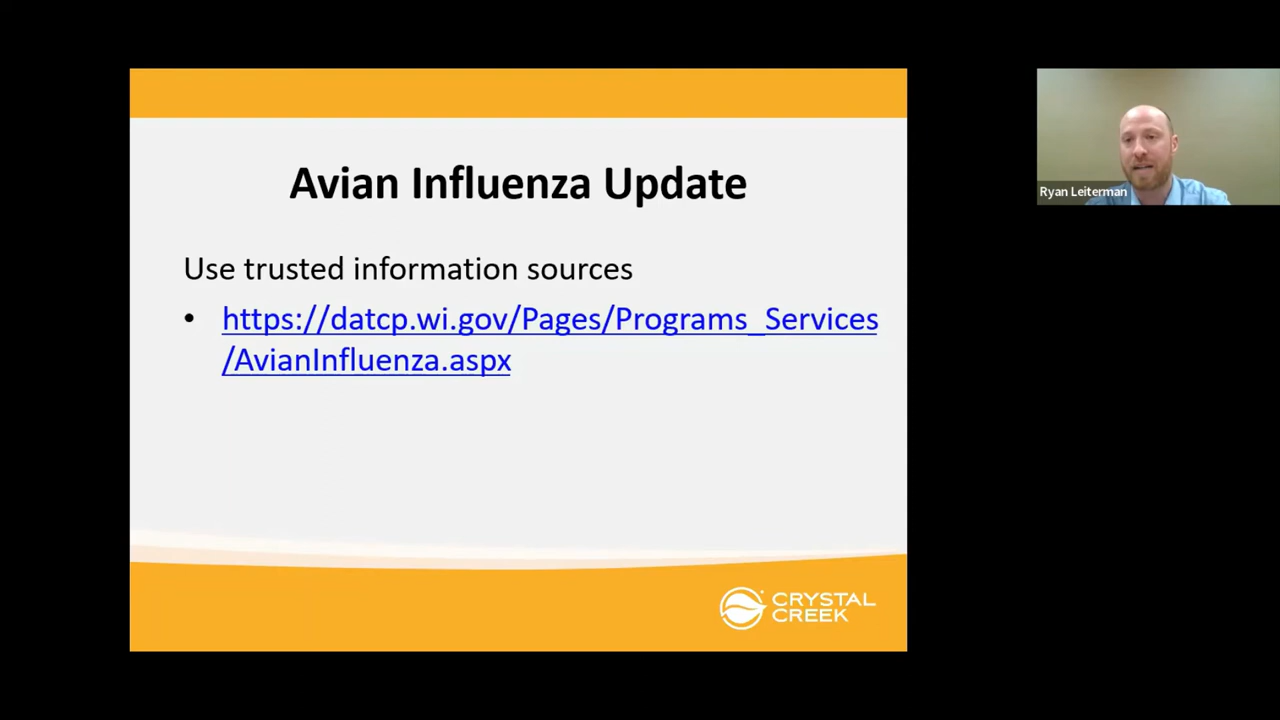 Avian Influenza Update
Use trusted information sources
• https://datcp.wi.gov/Pages/Programs_Services
/AvianInfluenza.aspx
CRYSTAL
CREEK
Ryan Leiterman